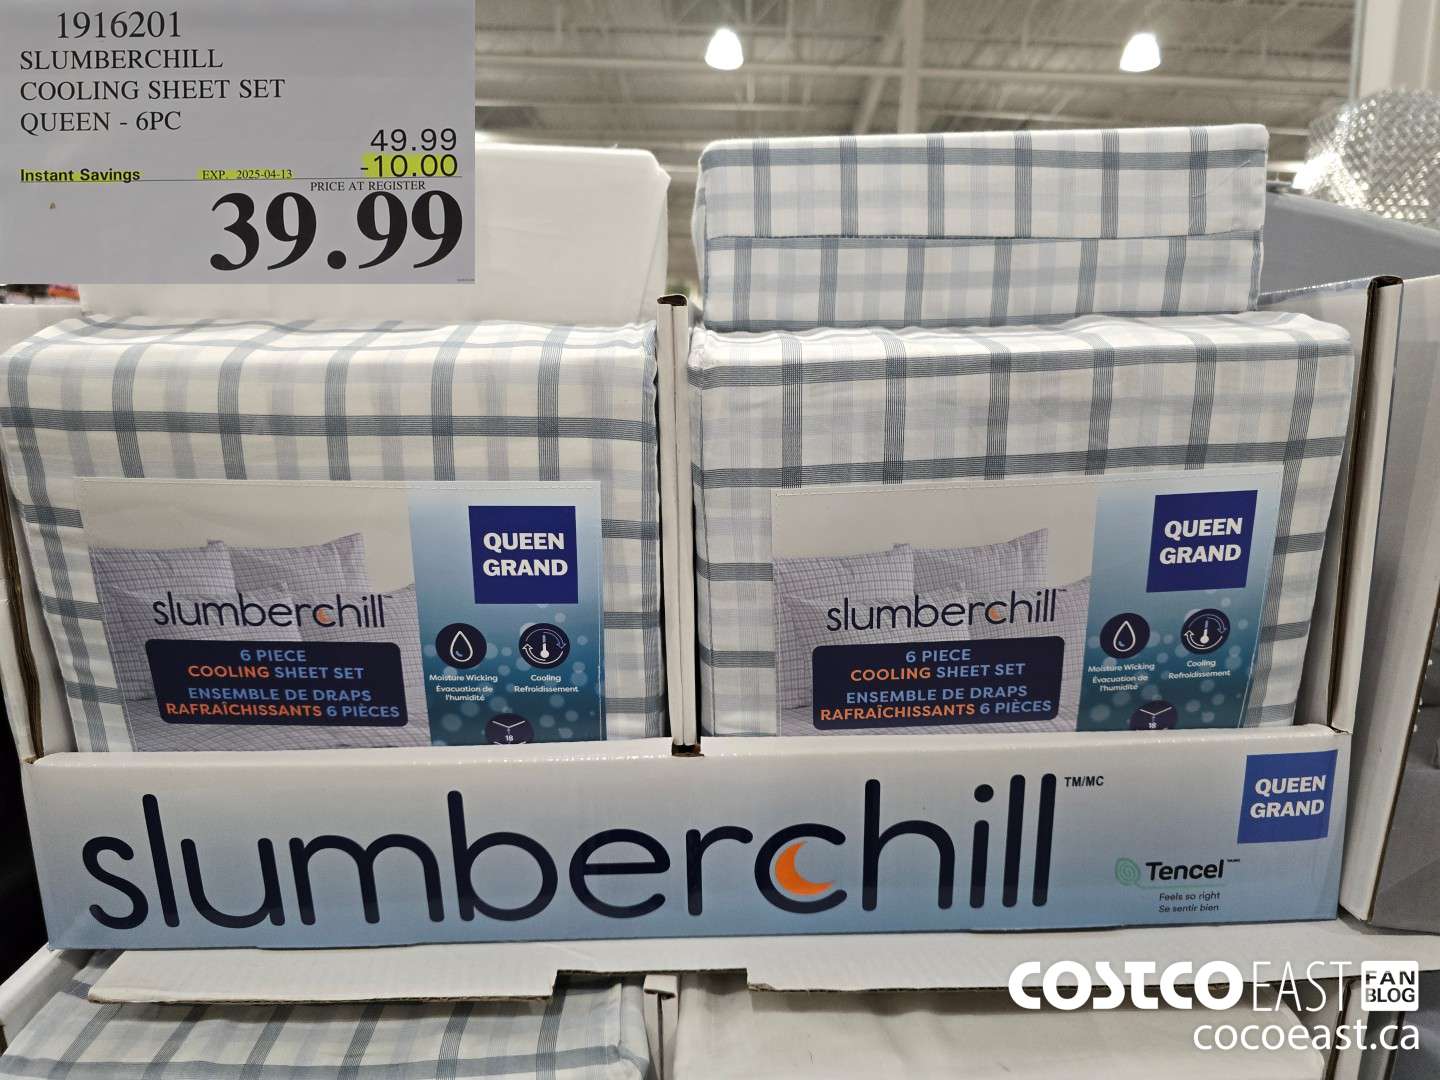 1916201
SLUMBERCHILL
COOLING SHEET SET
QUEEN - 6PC
49.99
Instant Savings EXP. 2025-04-13 -10.00
PRICE AT REGISTER
39.99
QUEEN
GRAND
slumberchill™
6 PIECE
COOLING SHEET SET
ENSEMBLE DE DRAPS
RAFRAÎCHISSANTS 6 PIÈCES
Moisture Wicking
Évacuation de
l'humidité
Cooling
Refroidissement
18
QUEEN
GRAND
slumberchill™
6 PIECE
COOLING SHEET SET
ENSEMBLE DE DRAPS
RAFRAÎCHISSANTS 6 PIÈCES
Moisture Wicking
Évacuation de
l'humidité
Cooling
Refroidissement
18
slumberchill TM/MC
QUEEN
GRAND
Tencel
Feels so right
Se sentir bien
COSTCO EAST FAN
BLOG
cocoeast.ca